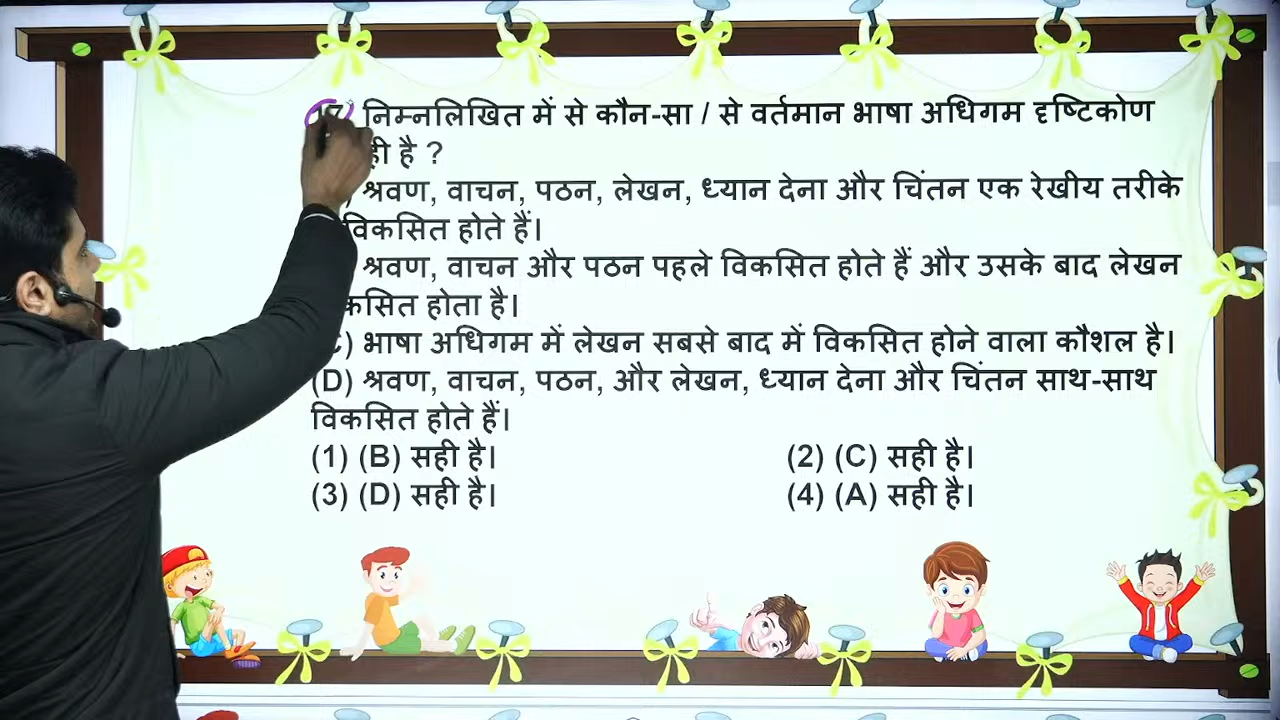 निम्नलिखित में से कौन-सा / से वर्तमान भाषा अधिगम दृष्टिकोण
है ?
श्रवण, वाचन, पठन, लेखन, ध्यान देना और चिंतन एक रेखीय तरीके
विकसित होते हैं।
श्रवण, वाचन और पठन पहले विकसित होते हैं और उसके बाद लेखन
होता है।
भाषा अधिगम में लेखन सबसे बाद में विकसित होने वाला कौशल है।
(D) श्रवण, वाचन, पठन, और लेखन, ध्यान देना और चिंतन साथ-साथ
विकसित होते हैं।
(1) (B) सही है। (2) (C) सही है।
(3) (D) सही है। (4) (A) सही है।